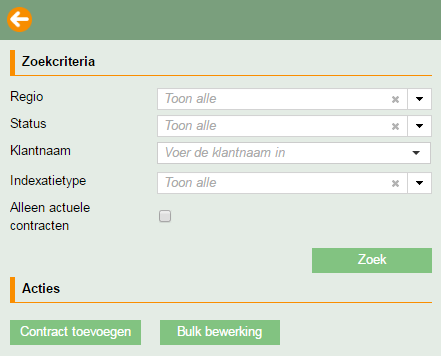 Zoekcriteria
Regio Toon alle
Status Toon alle
Klantnaam Voer de klantnaam in
Indexatietype Toon alle
Alleen actuele
contracten
Zoek
Acties
Contract toevoegen Bulk bewerking